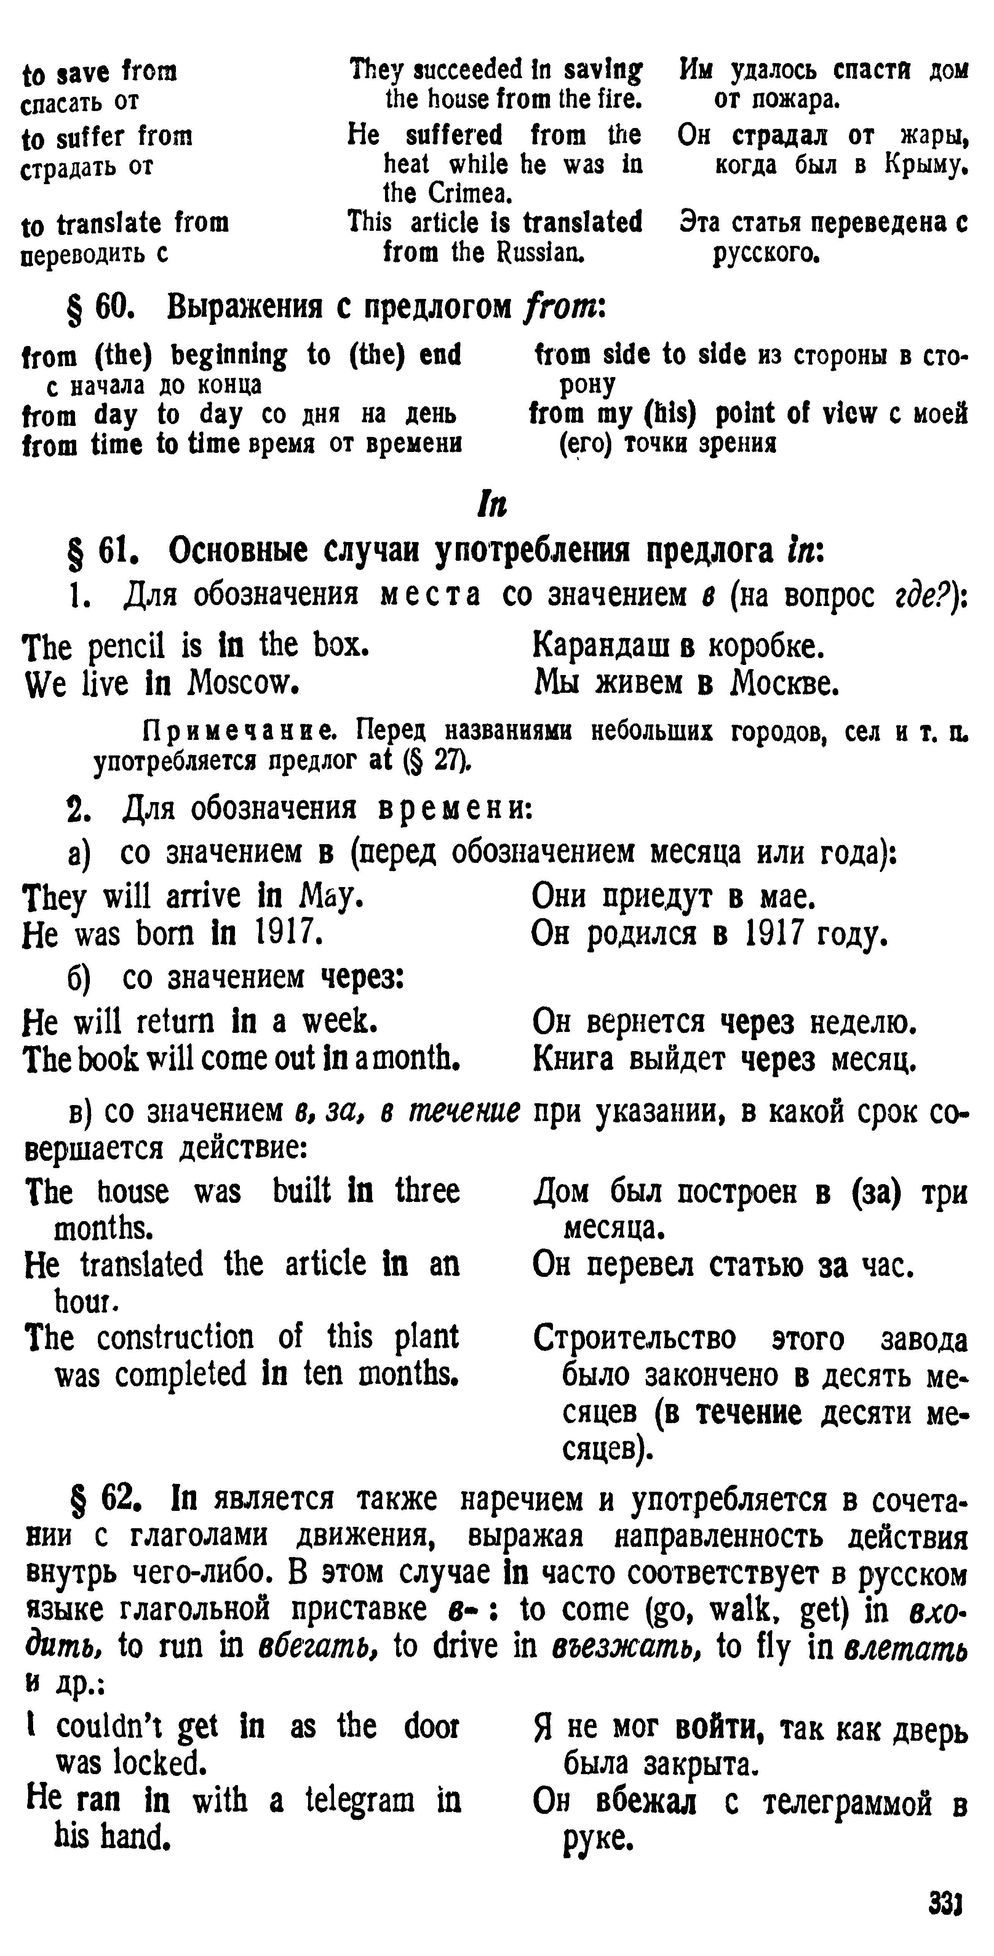 to save from They succeeded in saving Им удалось спасти дом
спасать от the house from the fire. от пожара.
to suffer from He suffered from the Он страдал от жары,
страдать от heat while he was in когда был в Крыму.
the Crimea.
to translate from This article is translated Эта статья переведена с
переводить с from the Russian. русского.
§ 60. Выражения с предлогом from:
from (the) beginning to (the) end from side to side из стороны в сто-
с начала до конца рону
from day to day со дня на день from my (his) point of view с моей
from time to time время от времени (его) точки зрения
In
§ 61. Основные случаи употребления предлога in:
1. Для обозначения места со значением в (на вопрос где?):
The pencil is in the box. Карандаш в коробке.
We live in Moscow. Мы живем в Москве.
Примечание. Перед названиями небольших городов, сел и т. п.
употребляется предлог at (§ 27).
2. Для обозначения времени:
а) со значением в (перед обозначением месяца или года):
They will arrive in May. Они приедут в мае.
He was born in 1917. Он родился в 1917 году.
б) со значением через:
He will return in a week. Он вернется через неделю.
The book will come out in a month. Книга выйдет через месяц.
в) со значением в, за, в течение при указании, в какой срок со-
вершается действие:
The house was built in three Дом был построен в (за) три
months. месяца.
He translated the article in an Он перевел статью за час.
hour.
The construction of this plant Строительство этого завода
was completed in ten months. было закончено в десять ме-
сяцев (в течение десяти ме-
сяцев).
§ 62. In является также наречием и употребляется в сочета-
нии с глаголами движения, выражая направленность действия
внутрь чего-либо. В этом случае in часто соответствует в русском
языке глагольной приставке в- : to come (go, walk, get) in вхо-
дить, to run in вбегать, to drive in въезжать, to fly in влетать
и др.:
I couldn't get in as the door Я не мог войти, так как дверь
was locked. была закрыта.
He ran in with a telegram in Он вбежал с телеграммой в
his hand. руке.
331